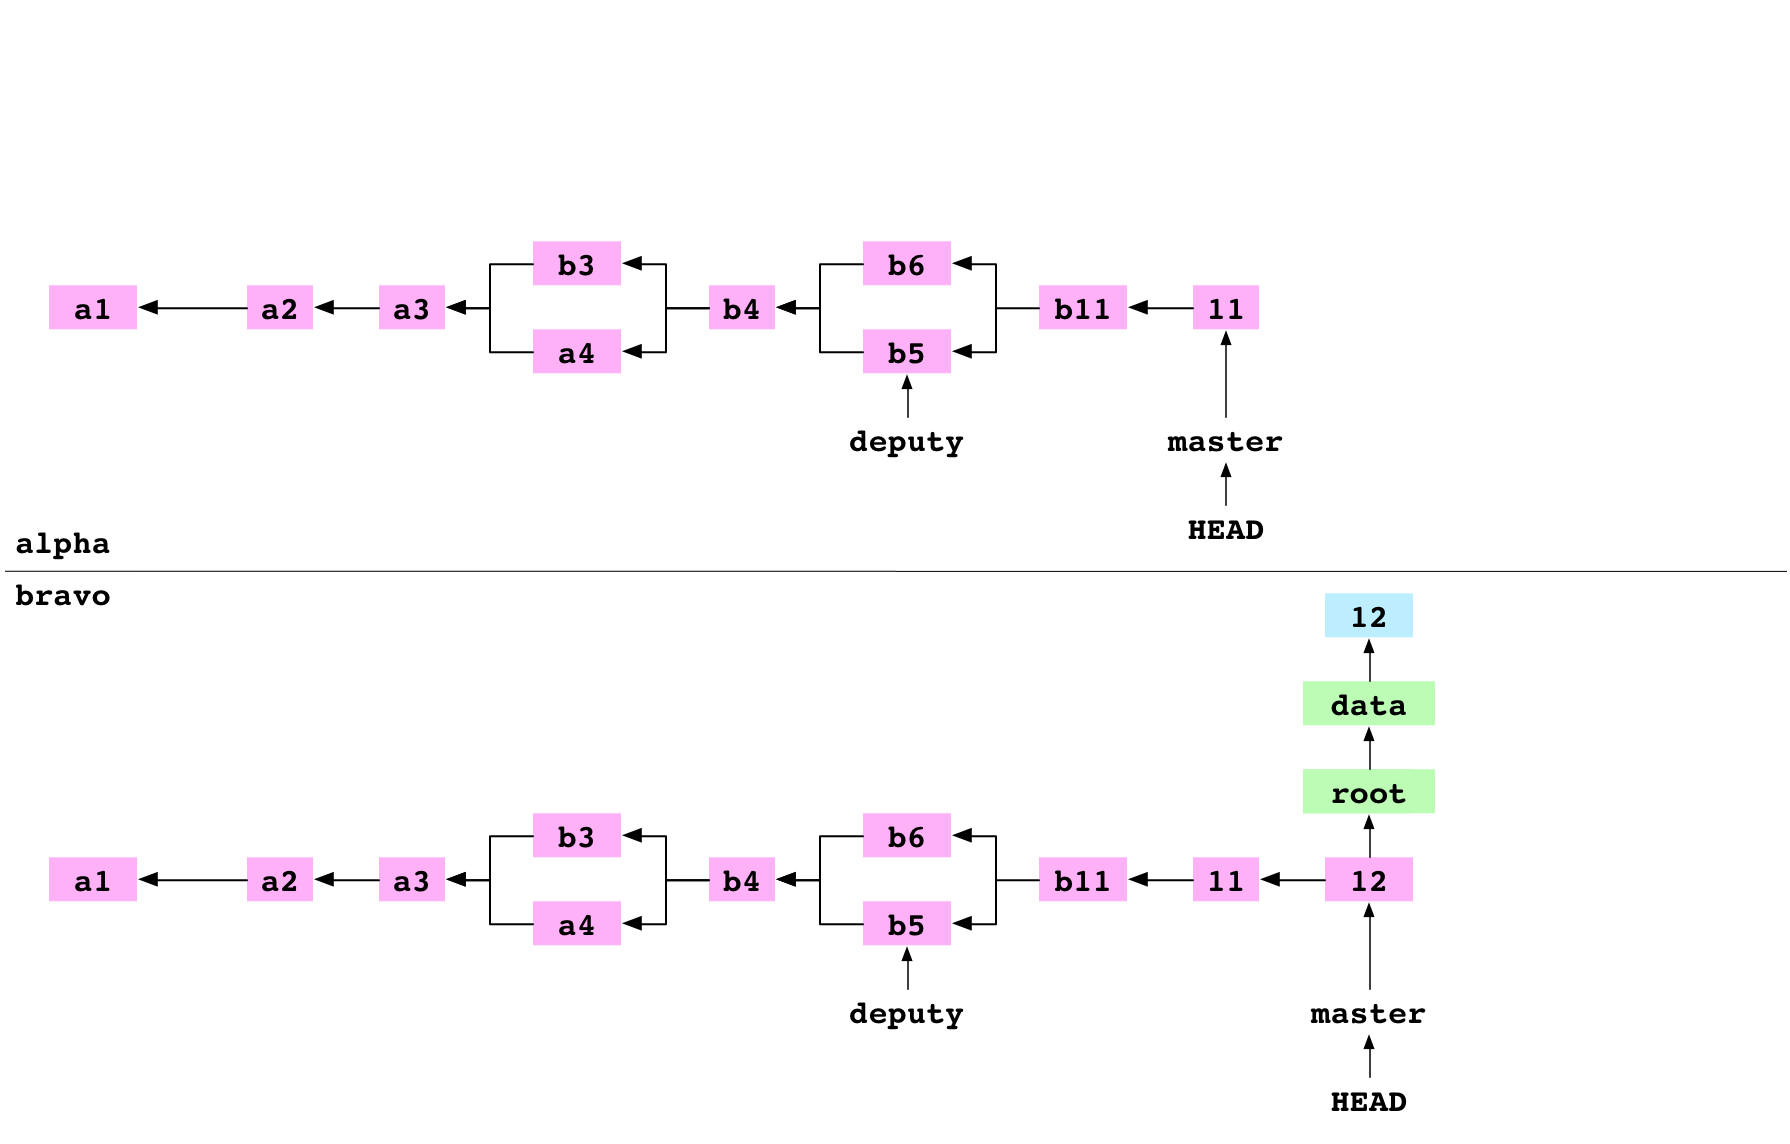 b3 b6
a1 a2 a3 b4 b11 11
a4 b5
deputy master
HEAD
alpha
bravo
12
data
root
b3 b6
a1 a2 a3 b4 b11 11 12
a4 b5
deputy master
HEAD